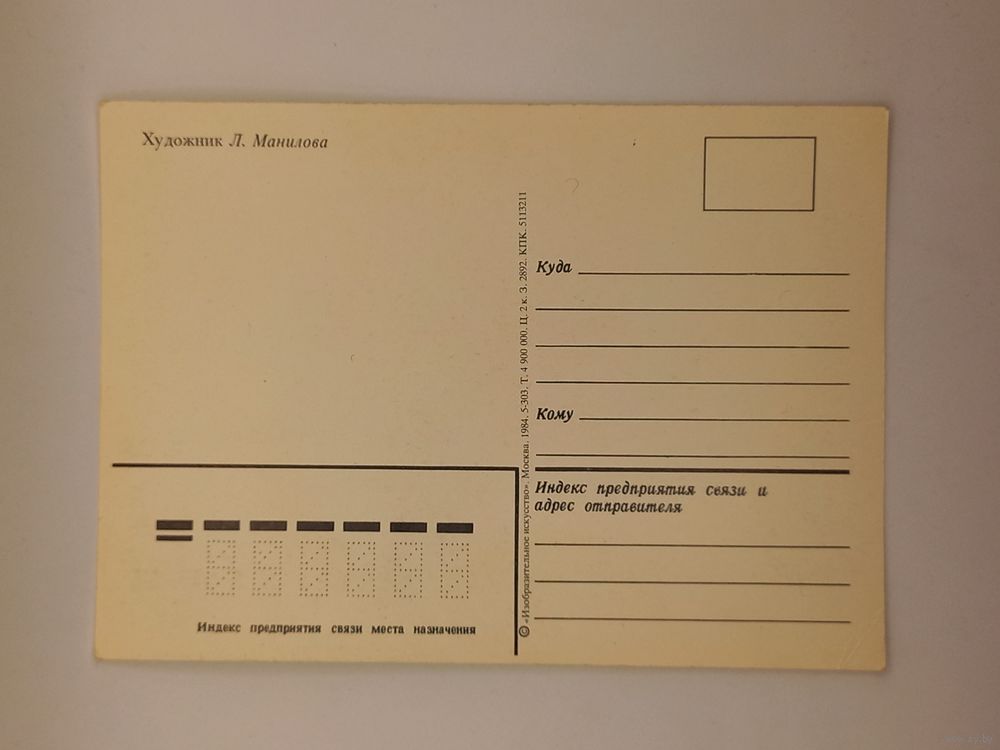 Художник Л. Манилова
© «Изобразительное искусство». Москва. 1984. 5-303. Т. 4 900 000. Ц. 2 к. З. 2892. КПК. 5113211
Куда
Кому
Индекс предприятия связи и
адрес отправителя
Индекс предприятия связи места назначения